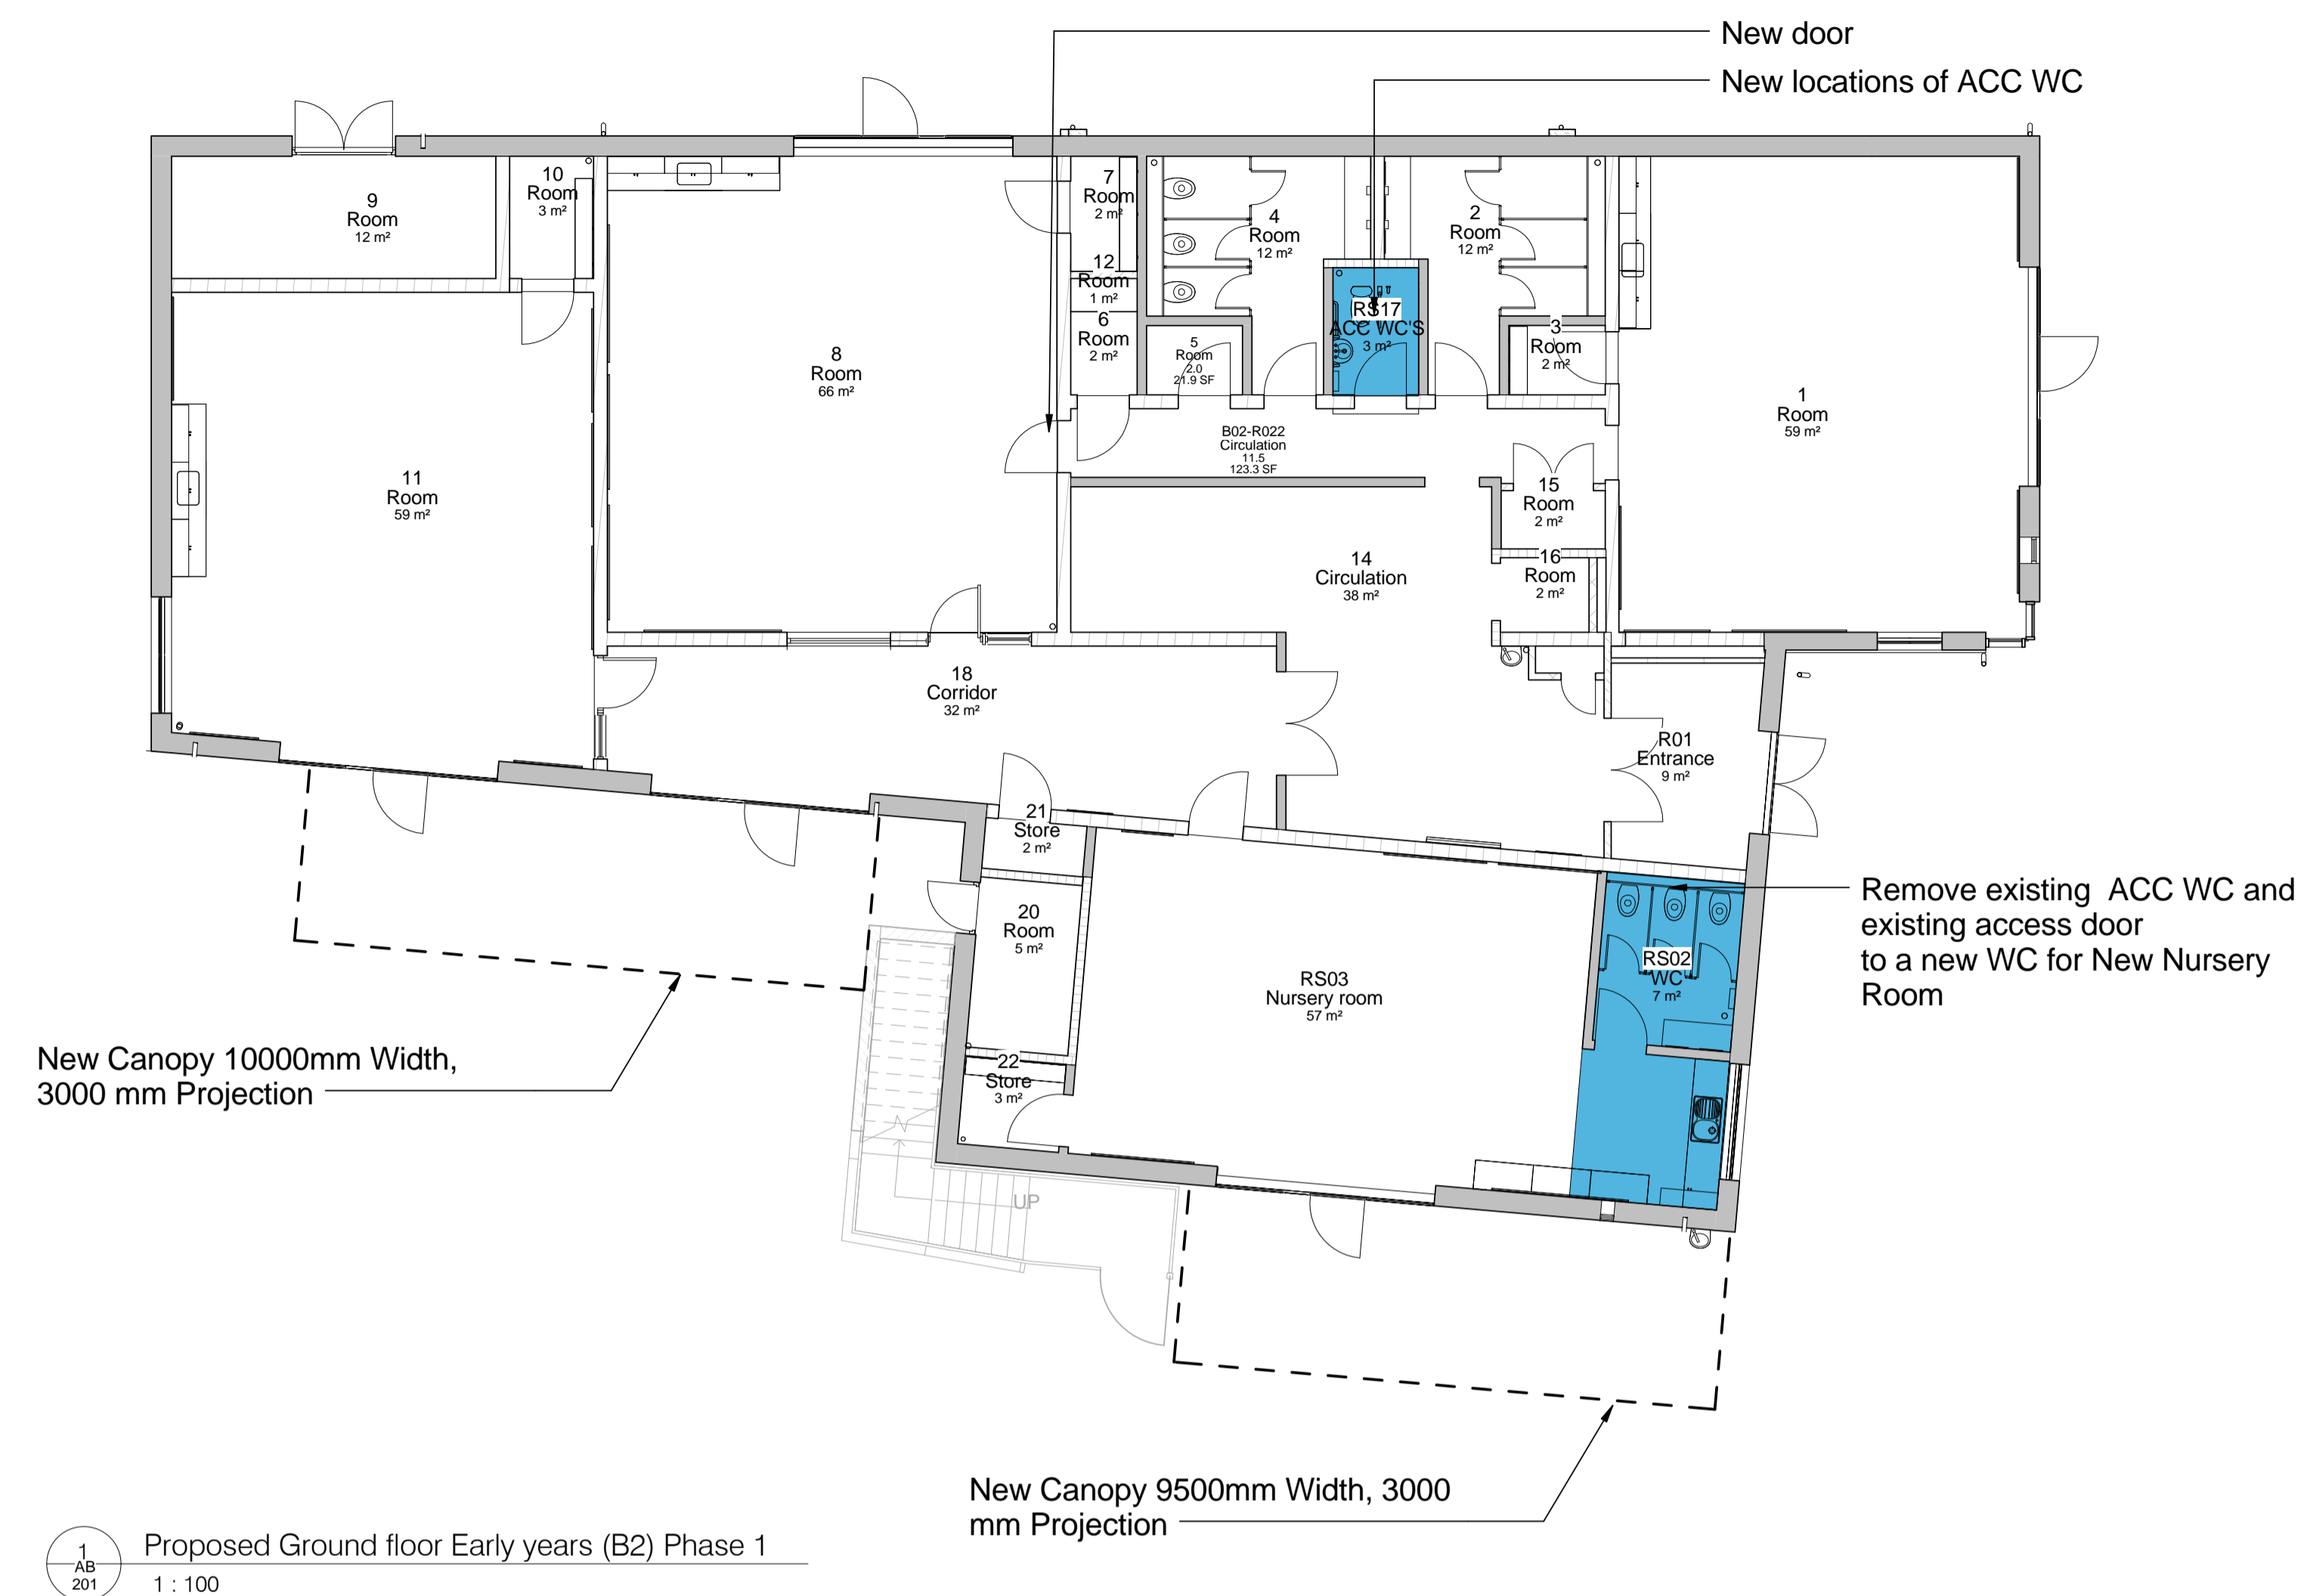 New door
New locations of ACC WC
9
Room
12 m²
10
Room
3 m²
7
Room
2 m²
4
Room
12 m²
2
Room
12 m²
12
Room
1 m²
6
Room
2 m²
RS17
ACC WC'S
3 m²
5
Room
2.0
21.9 SF
3
Room
2 m²
8
Room
66 m²
1
Room
59 m²
B02-R022
Circulation
11.5
123.3 SF
11
Room
59 m²
15
Room
2 m²
14
Circulation
38 m²
16
Room
2 m²
18
Corridor
32 m²
R01
Entrance
9 m²
21
Store
2 m²
20
Room
5 m²
RS03
Nursery room
57 m²
RS02
WC
7 m²
Remove existing ACC WC and
existing access door
to a new WC for New Nursery
Room
New Canopy 10000mm Width,
3000 mm Projection
22
Store
3 m²
UP
New Canopy 9500mm Width, 3000
mm Projection
1
AB
201
Proposed Ground floor Early years (B2) Phase 1
1 : 100